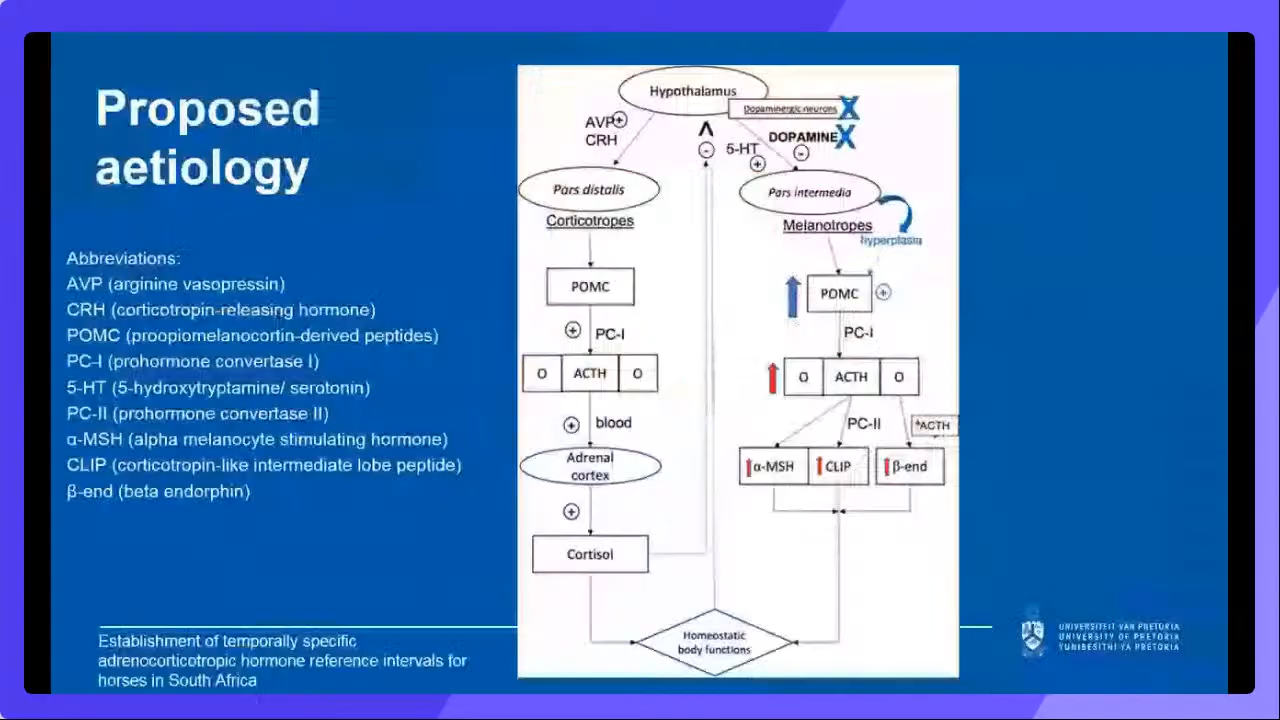 Proposed
aetiology
Abbreviations:
AVP (arginine vasopressin)
CRH (corticotropin-releasing hormone)
POMC (proopiomelanocortin-derived peptides)
PC-I (prohormone convertase I)
5-HT (5-hydroxytryptamine/ serotonin)
PC-II (prohormone convertase II)
α-MSH (alpha melanocyte stimulating hormone)
CLIP (corticotropin-like intermediate lobe peptide)
β-end (beta endorphin)
Hypothalamus
Dopaminergic neurons X
AVP +
CRH
DOPAMINE X
-
5-HT
-
+
Pars distalis
Pars intermedia
Corticotropes
Melanotropes
hyperplasia
POMC
POMC +
+ PC-I
PC-I
O ACTH O
O ACTH O
+ blood
PC-II
*ACTH
Adrenal
cortex
α-MSH CLIP β-end
+
Cortisol
Homeostatic
body functions
Establishment of temporally specific
adrenocorticotropic hormone reference intervals for
horses in South Africa
UNIVERSITEIT VAN PRETORIA
UNIVERSITY OF PRETORIA
YUNIBESITHI YA PRETORIA